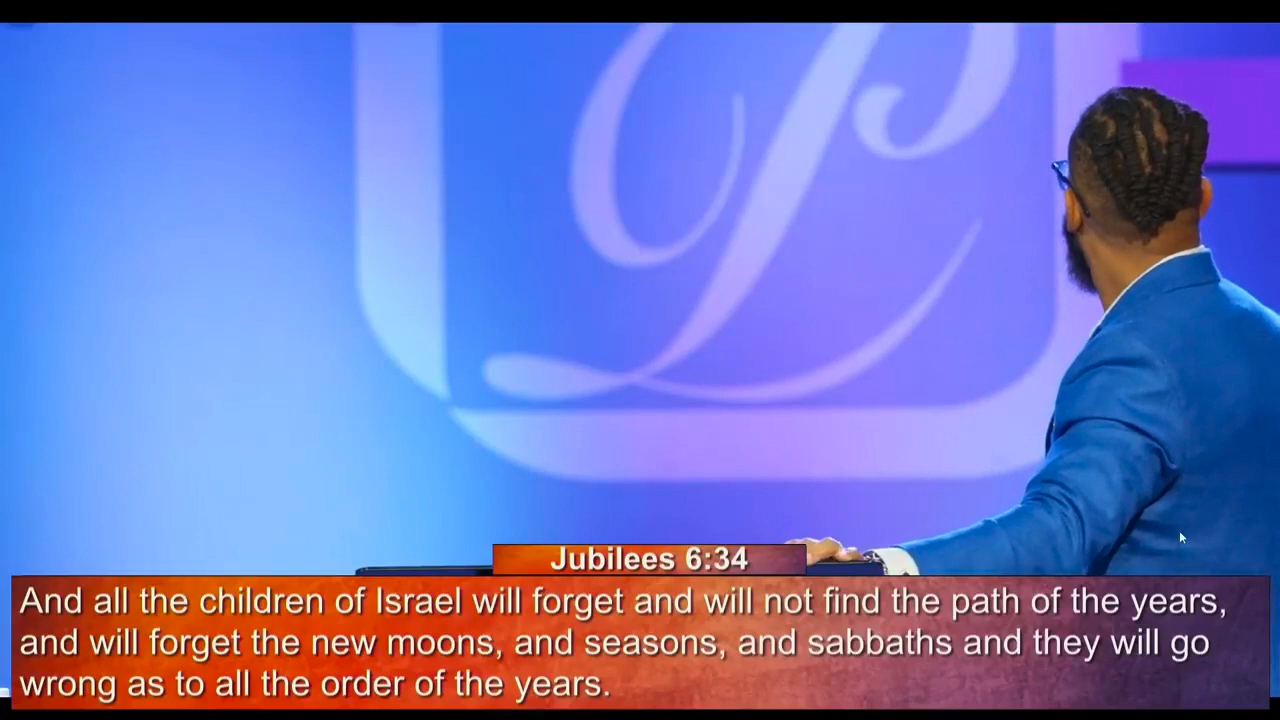 Jubilees 6:34
And all the children of Israel will forget and will not find the path of the years,
and will forget the new moons, and seasons, and sabbaths and they will go
wrong as to all the order of the years.